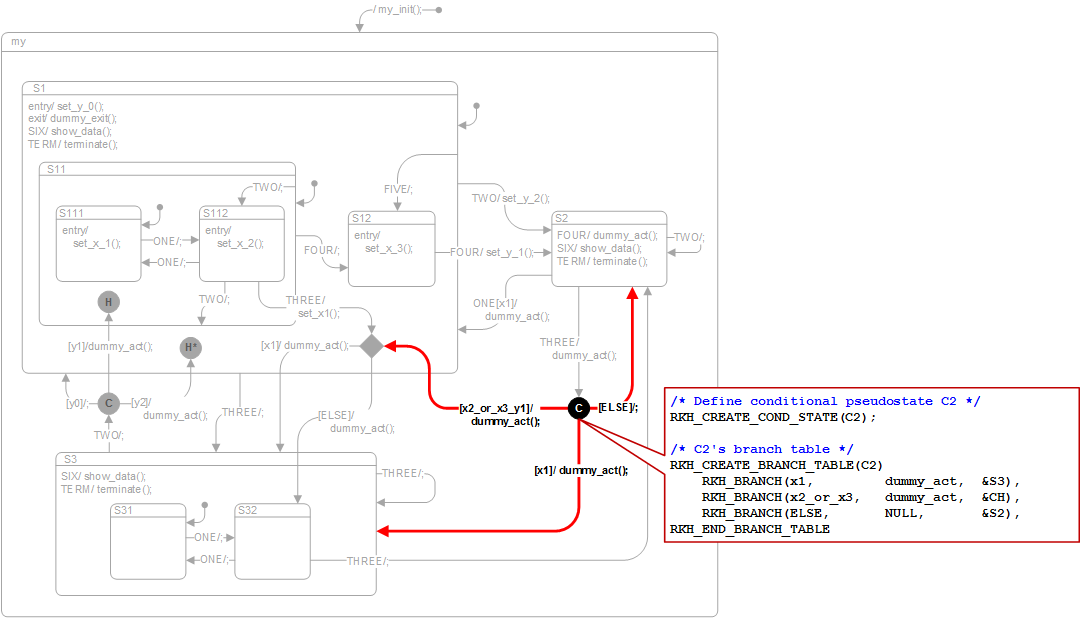 / my_init();
my
S1
entry/ set_y_0();
exit/ dummy_exit();
SIX/ show_data();
TERM/ terminate();
S11
TWO/;
S111
entry/
set_x_1();
ONE/;
ONE/;
S112
entry/
set_x_2();
FOUR/;
FIVE/;
S12
entry/
set_x_3();
TWO/ set_y_2();
FOUR/ set_y_1();
S2
FOUR/ dummy_act();
SIX/ show_data();
TERM/ terminate();
TWO/;
H
TWO/;
THREE/
set_x1();
ONE[x1]/
dummy_act();
[y1]/dummy_act();
H*
[x1]/ dummy_act();
THREE/
dummy_act();
[y0]/;
C
[y2]/
dummy_act();
THREE/;
[ELSE]/
dummy_act();
[x2_or_x3_y1]/
dummy_act();
C
[ELSE]/;
TWO/;
[x1]/ dummy_act();
S3
SIX/ show_data();
TERM/ terminate();
THREE/;
S31
ONE/;
ONE/;
S32
THREE/;
/* Define conditional pseudostate C2 */
RKH_CREATE_COND_STATE(C2);
/* C2's branch table */
RKH_CREATE_BRANCH_TABLE(C2)
RKH_BRANCH(x1, dummy_act, &S3),
RKH_BRANCH(x2_or_x3, dummy_act, &CH),
RKH_BRANCH(ELSE, NULL, &S2),
RKH_END_BRANCH_TABLE